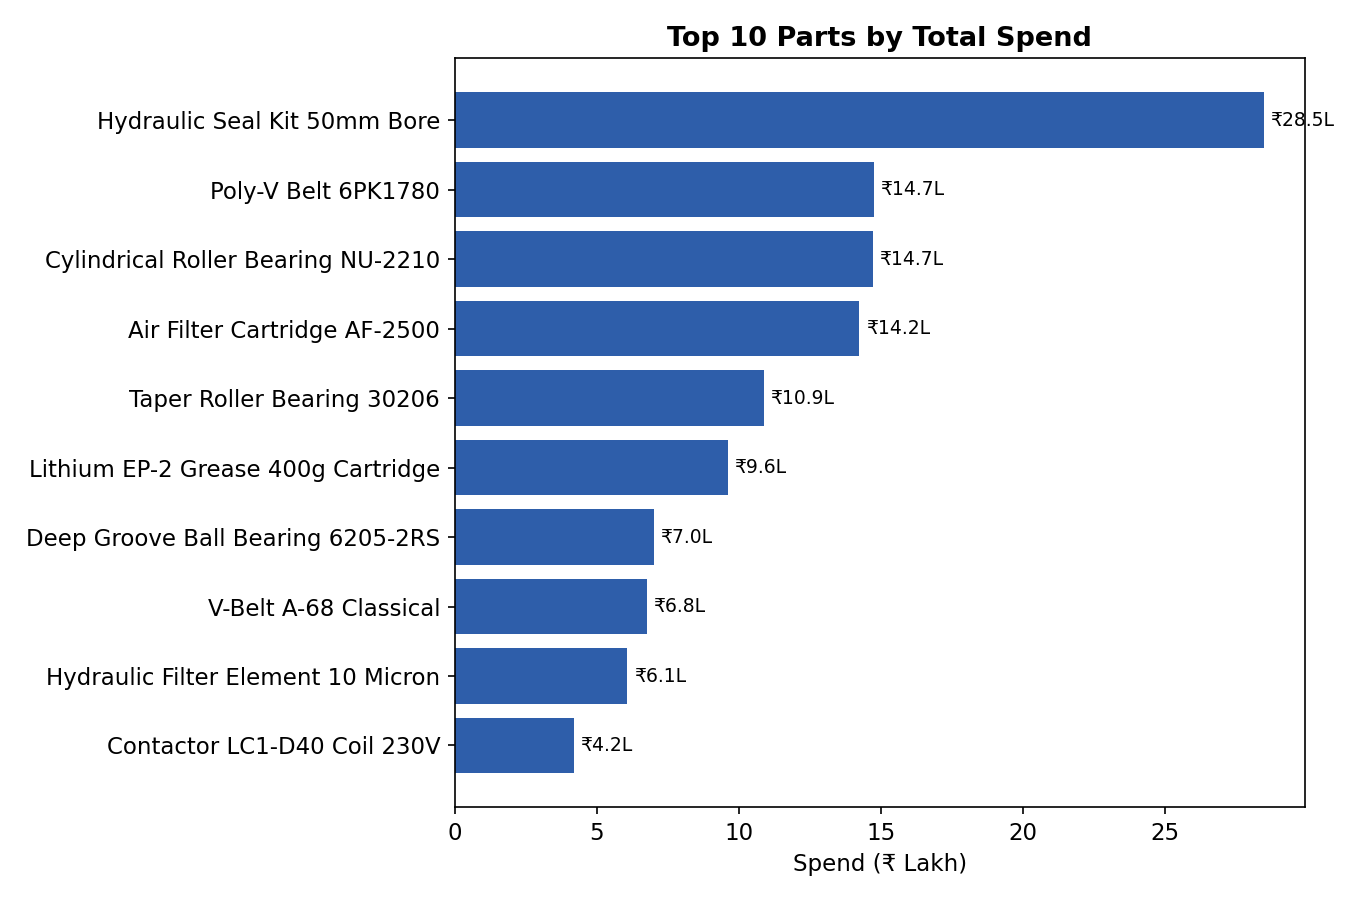 Top 10 Parts by Total Spend
Hydraulic Seal Kit 50mm Bore ₹28.5L
Poly-V Belt 6PK1780 ₹14.7L
Cylindrical Roller Bearing NU-2210 ₹14.7L
Air Filter Cartridge AF-2500 ₹14.2L
Taper Roller Bearing 30206 ₹10.9L
Lithium EP-2 Grease 400g Cartridge ₹9.6L
Deep Groove Ball Bearing 6205-2RS ₹7.0L
V-Belt A-68 Classical ₹6.8L
Hydraulic Filter Element 10 Micron ₹6.1L
Contactor LC1-D40 Coil 230V ₹4.2L
0 5 10 15 20 25
Spend (₹ Lakh)